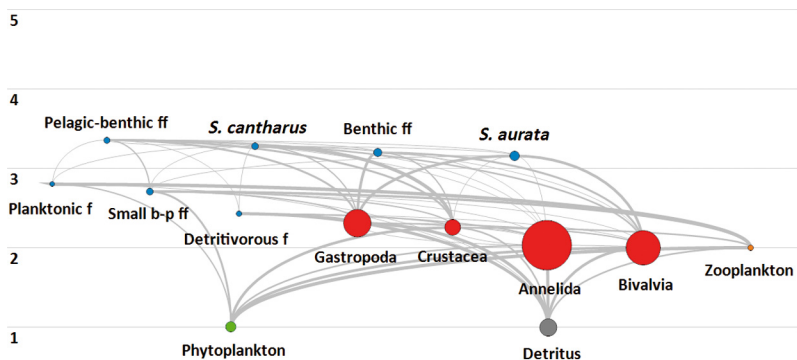 5
4
Pelagic-benthic ff
S. cantharus
Benthic ff
S. aurata
3
Planktonic f
Small b-p ff
Detritivorous f
Gastropoda
Crustacea
Annelida
Bivalvia
Zooplankton
2
1
Phytoplankton
Detritus